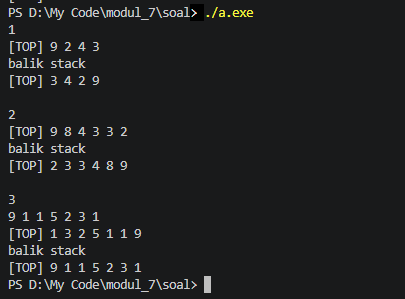 PS D:\My Code\modul_7\soal> ./a.exe
1
[TOP] 9 2 4 3
balik stack
[TOP] 3 4 2 9
2
[TOP] 9 8 4 3 3 2
balik stack
[TOP] 2 3 3 4 8 9
3
9 1 1 5 2 3 1
[TOP] 1 3 2 5 1 1 9
balik stack
[TOP] 9 1 1 5 2 3 1
PS D:\My Code\modul_7\soal>